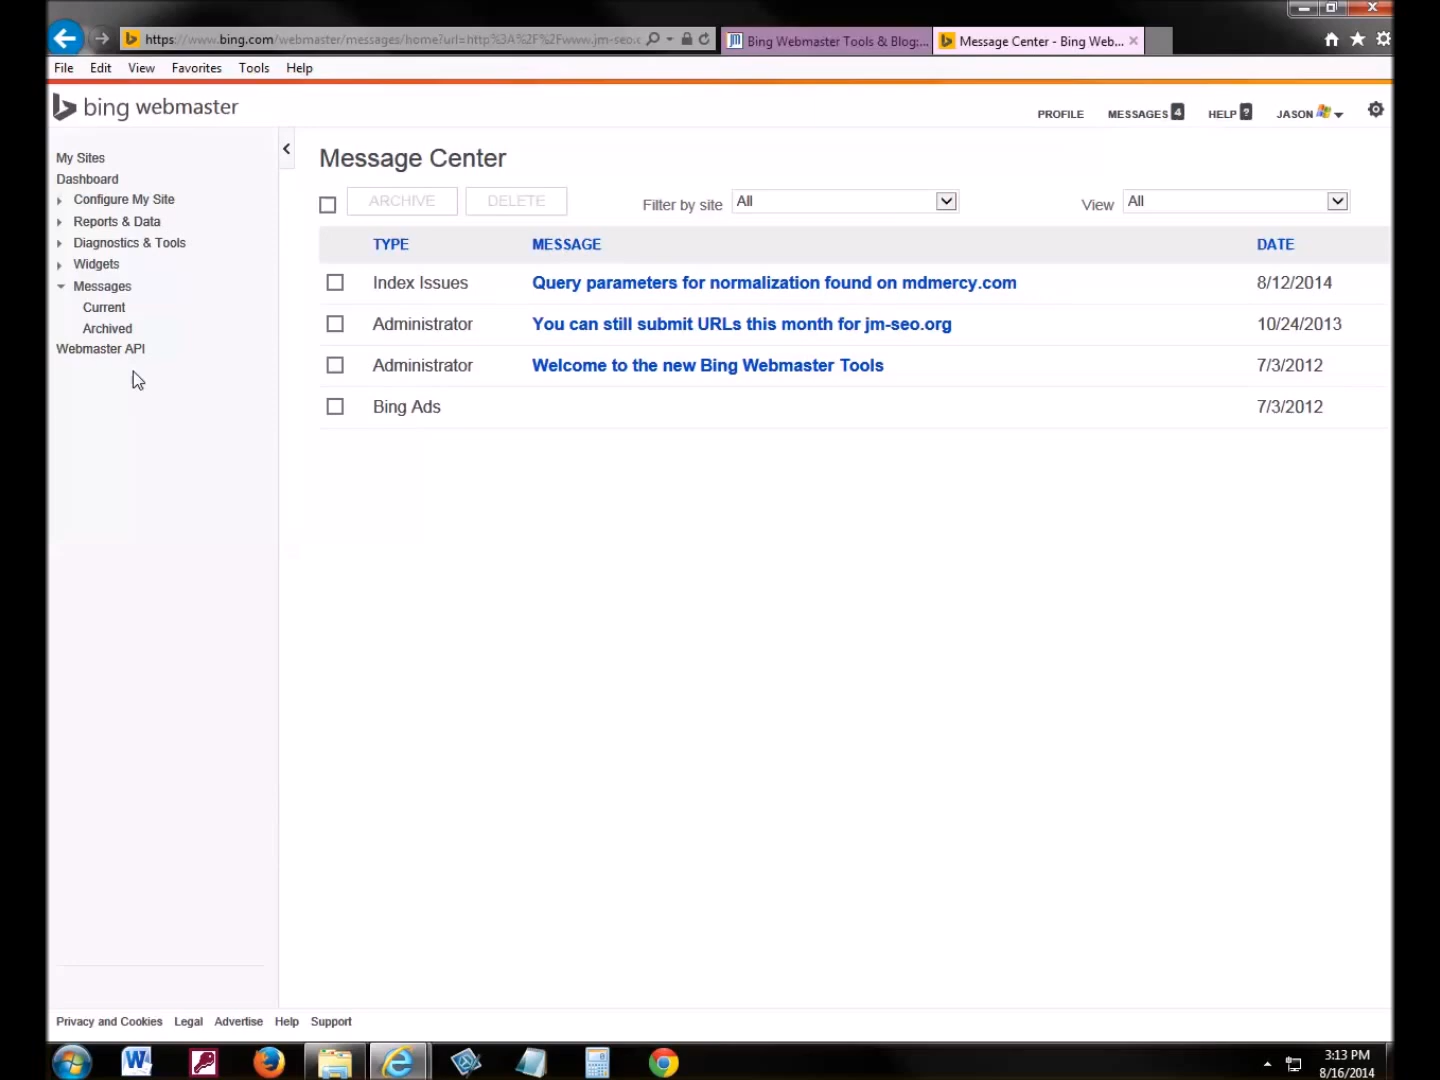 https://www.bing.com/webmaster/messages/home?url=http%3A%2F%2Fwww.jm-seo.
Bing Webmaster Tools & Blog:...
Message Center - Bing Web...
File Edit View Favorites Tools Help
bing webmaster
PROFILE MESSAGES 4 HELP ? JASON
My Sites
Dashboard
Configure My Site
Reports & Data
Diagnostics & Tools
Widgets
Messages
Current
Archived
Webmaster API
Message Center
ARCHIVE DELETE Filter by site All View All
TYPE MESSAGE DATE
Index Issues Query parameters for normalization found on mdmercy.com 8/12/2014
Administrator You can still submit URLs this month for jm-seo.org 10/24/2013
Administrator Welcome to the new Bing Webmaster Tools 7/3/2012
Bing Ads 7/3/2012
Privacy and Cookies Legal Advertise Help Support
3:13 PM
8/16/2014